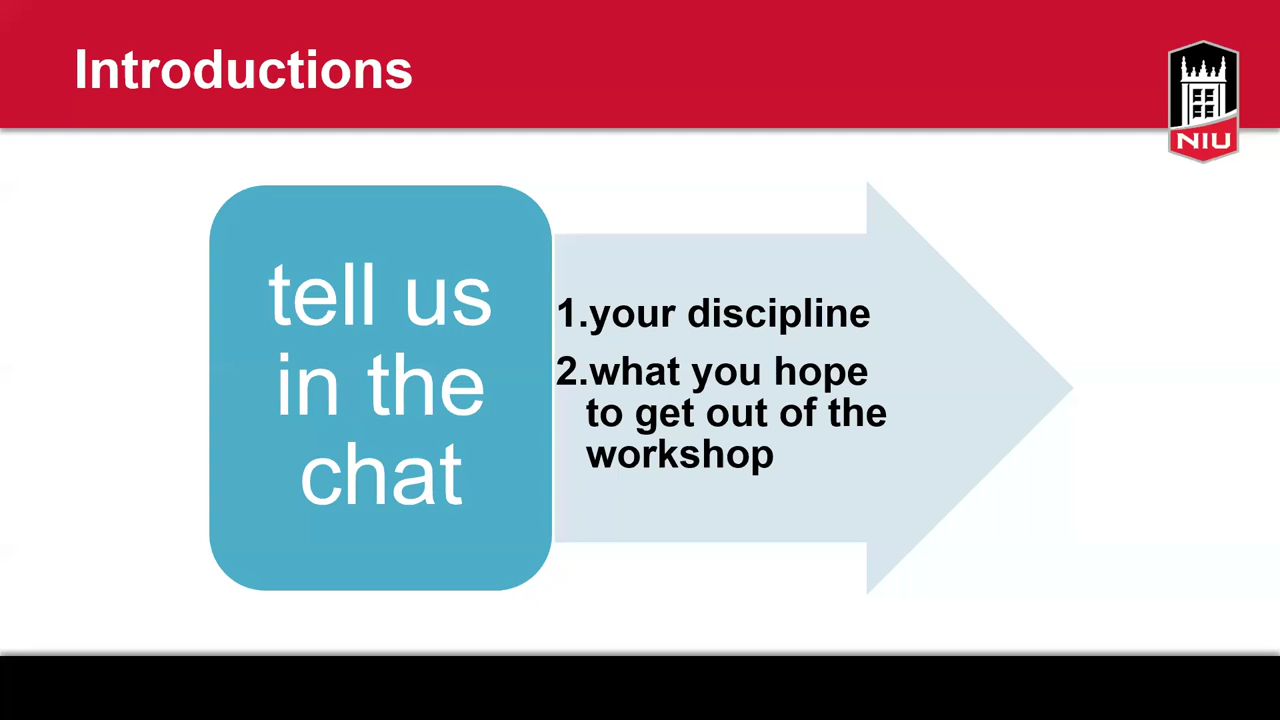 Introductions
NIU
tell us
in the
chat
1.your discipline
2.what you hope
to get out of the
workshop